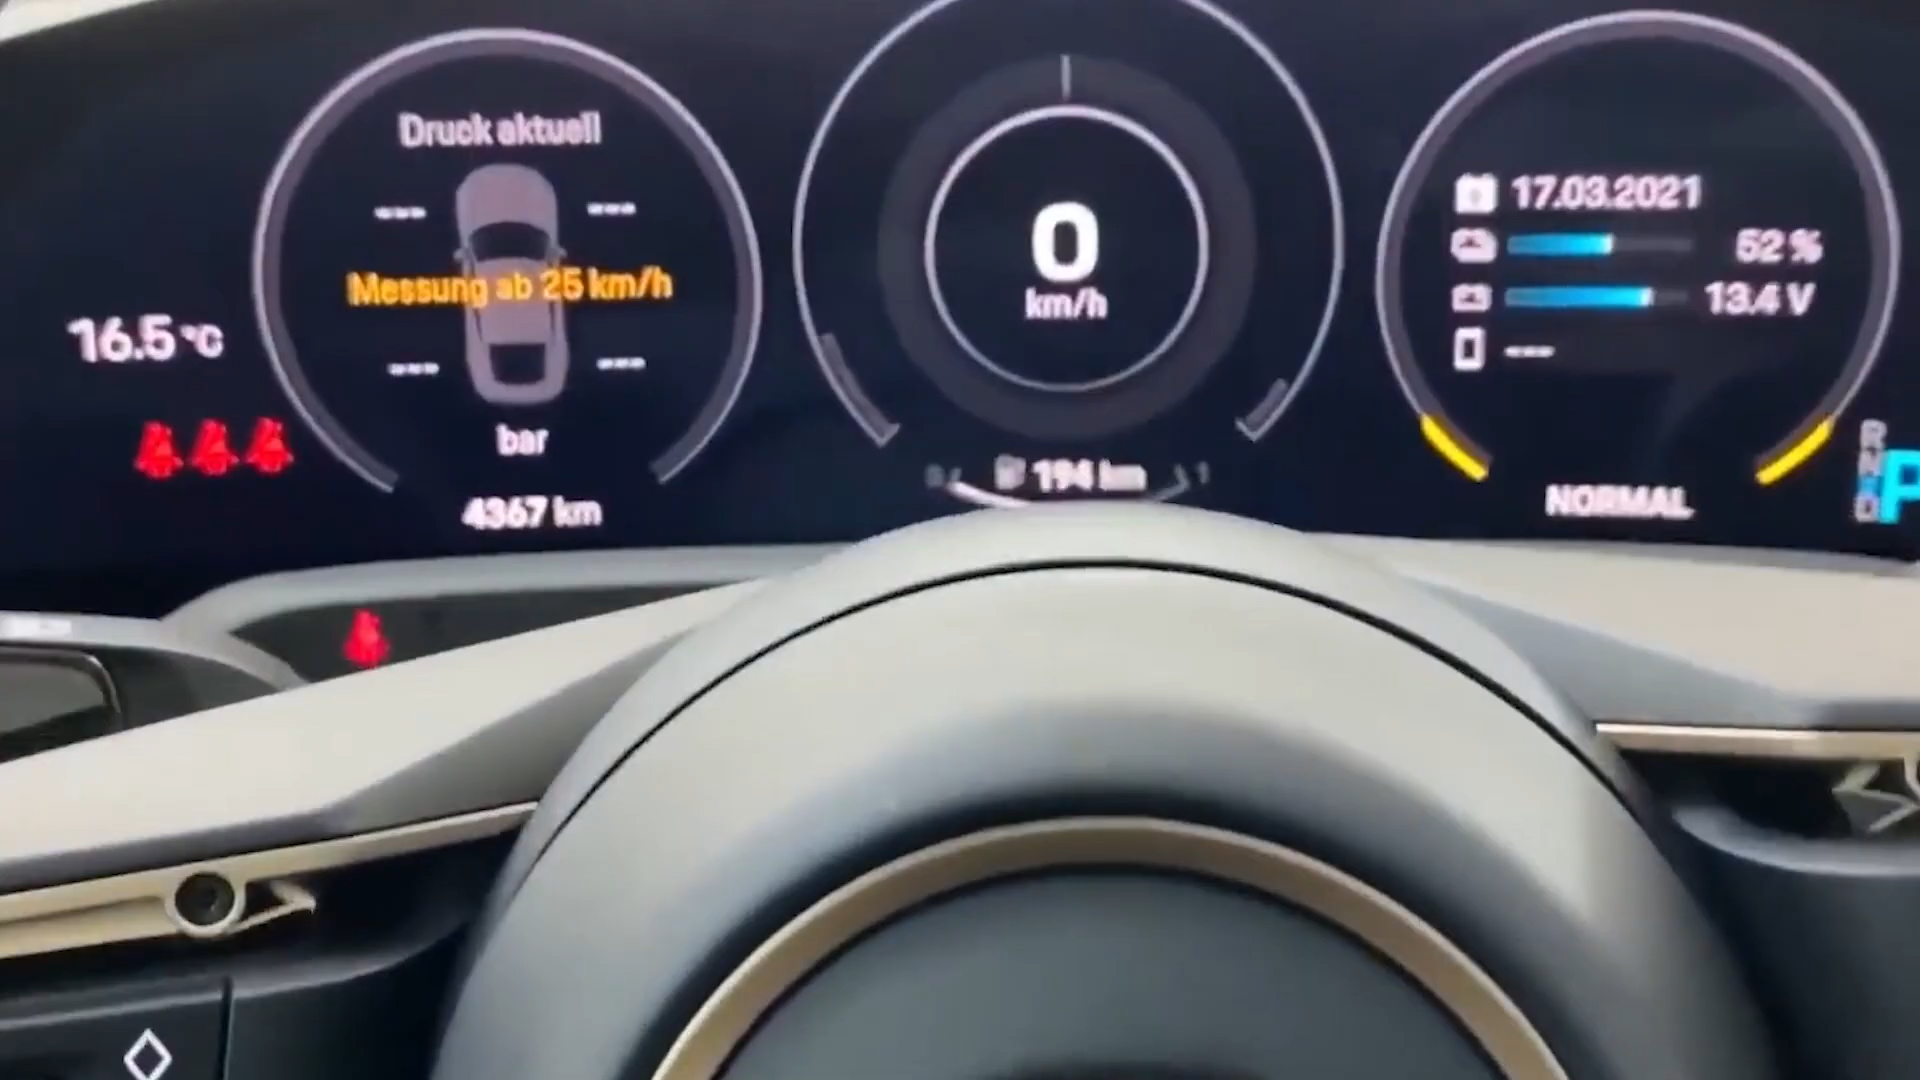 Druck aktuell
--- ---
Messung ab 25 km/h
--- ---
bar
4367 km
16.5 °C
0
km/h
194 km
1
17.03.2021
52 %
13.4 V
---
NORMAL
R
N
D
P